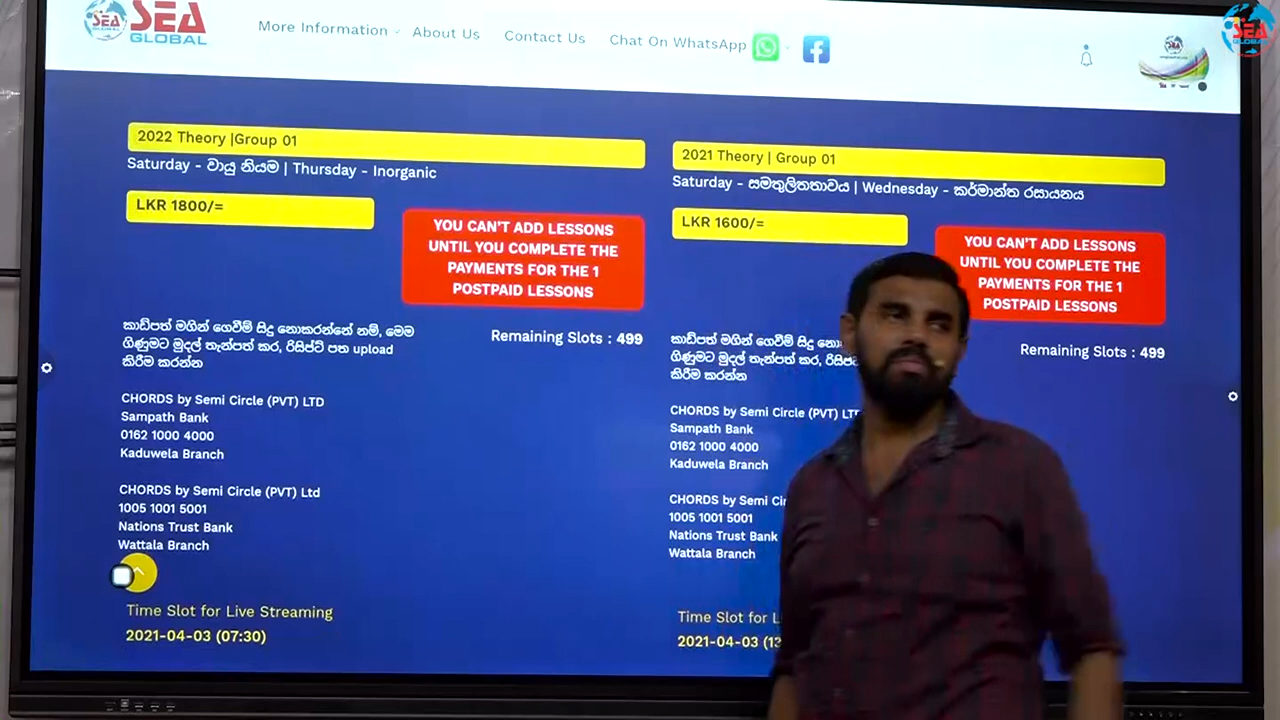 SEA
GLOBAL
More Information
About Us
Contact Us
Chat On WhatsApp
SEA
GLOBAL
2022 Theory |Group 01
Saturday - වායු නියම | Thursday - Inorganic
LKR 1800/=
YOU CAN'T ADD LESSONS
UNTIL YOU COMPLETE THE
PAYMENTS FOR THE 1
POSTPAID LESSONS
කාඩ්පත් මගින් ගෙවීම් සිදු නොකරන්නේ නම්, මෙම
ගිණුමට මුදල් තැන්පත් කර, රිසිප්ට් පත upload
කිරීම කරන්න
Remaining Slots : 499
CHORDS by Semi Circle (PVT) LTD
Sampath Bank
0162 1000 4000
Kaduwela Branch
CHORDS by Semi Circle (PVT) Ltd
1005 1001 5001
Nations Trust Bank
Wattala Branch
Time Slot for Live Streaming
2021-04-03 (07:30)
2021 Theory | Group 01
Saturday - සමතුලිතතාවය | Wednesday - කර්මාන්ත රසායනය
LKR 1600/=
YOU CAN'T ADD LESSONS
UNTIL YOU COMPLETE THE
PAYMENTS FOR THE 1
POSTPAID LESSONS
කාඩ්පත් මගින් ගෙවීම් සිදු
ගිණුමට මුදල් තැන්පත් කර,
කිරීම කරන්න
Remaining Slots : 499
CHORDS by Semi Circle (PVT)
Sampath Bank
0162 1000 4000
Kaduwela Branch
CHORDS by Semi
1005 1001 5001
Nations Trust Bank
Wattala Branch
Time Slot for
2021-04-03